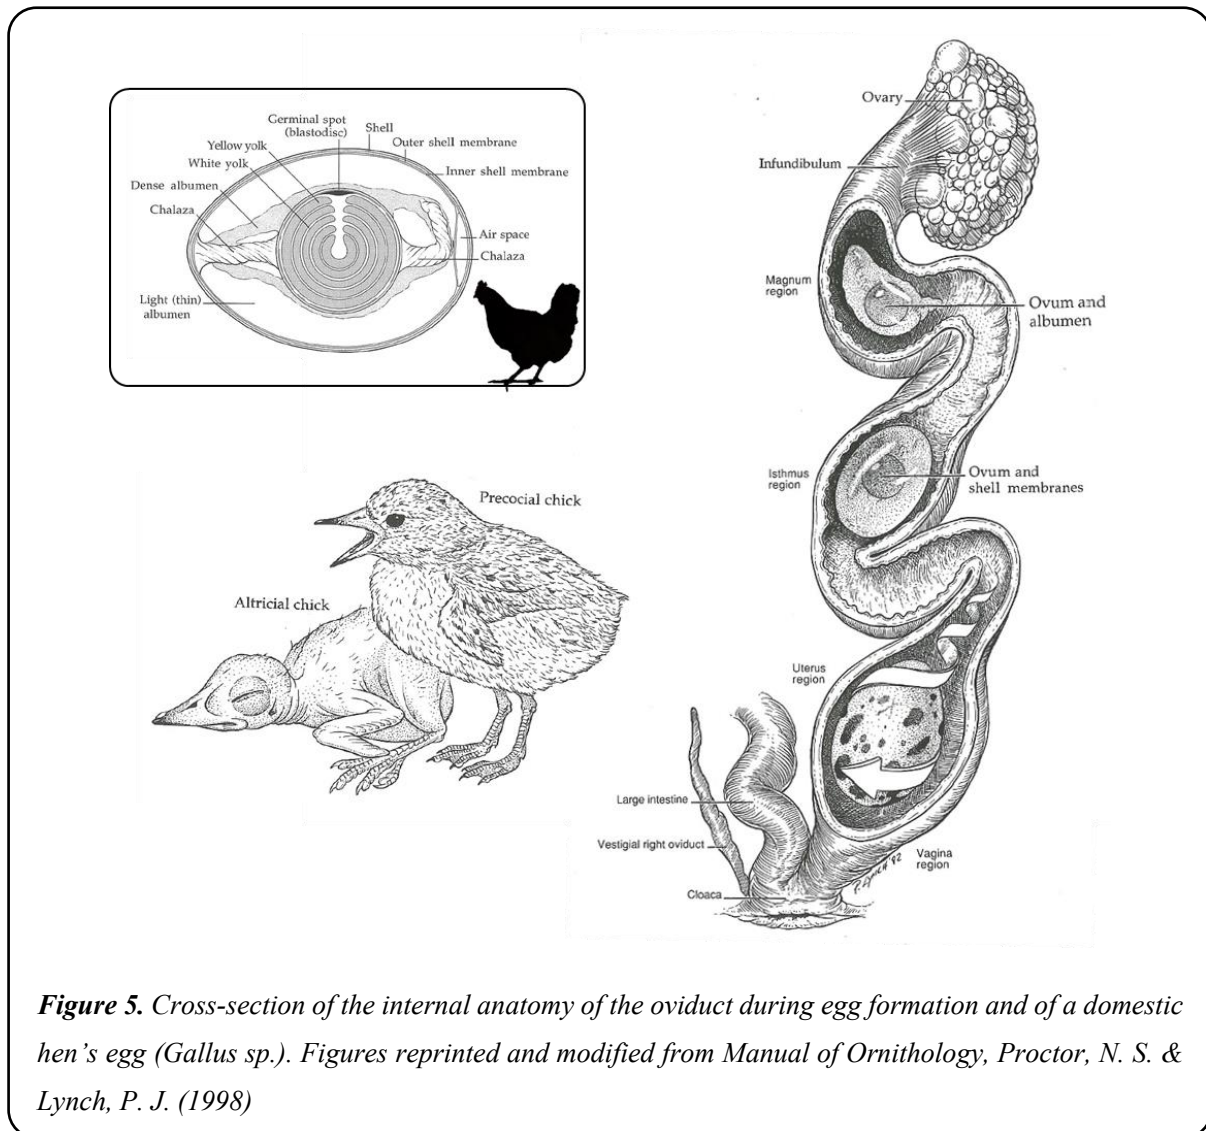 Germinal spot
(blastodisc)
Shell
Yellow yolk
Outer shell membrane
White yolk
Inner shell membrane
Dense albumen
Chalaza
Air space
Chalaza
Light (thin)
albumen
Precocial chick
Altricial chick
Ovary
Infundibulum
Magnum
region
Ovum and
albumen
Isthmus
region
Ovum and
shell membranes
Uterus
region
Large intestine
Vestigial right oviduct
Vagina
region
Cloaca
P. Lynch '92
Figure 5. Cross-section of the internal anatomy of the oviduct during egg formation and of a domestic
hen’s egg (Gallus sp.). Figures reprinted and modified from Manual of Ornithology, Proctor, N. S. &
Lynch, P. J. (1998)